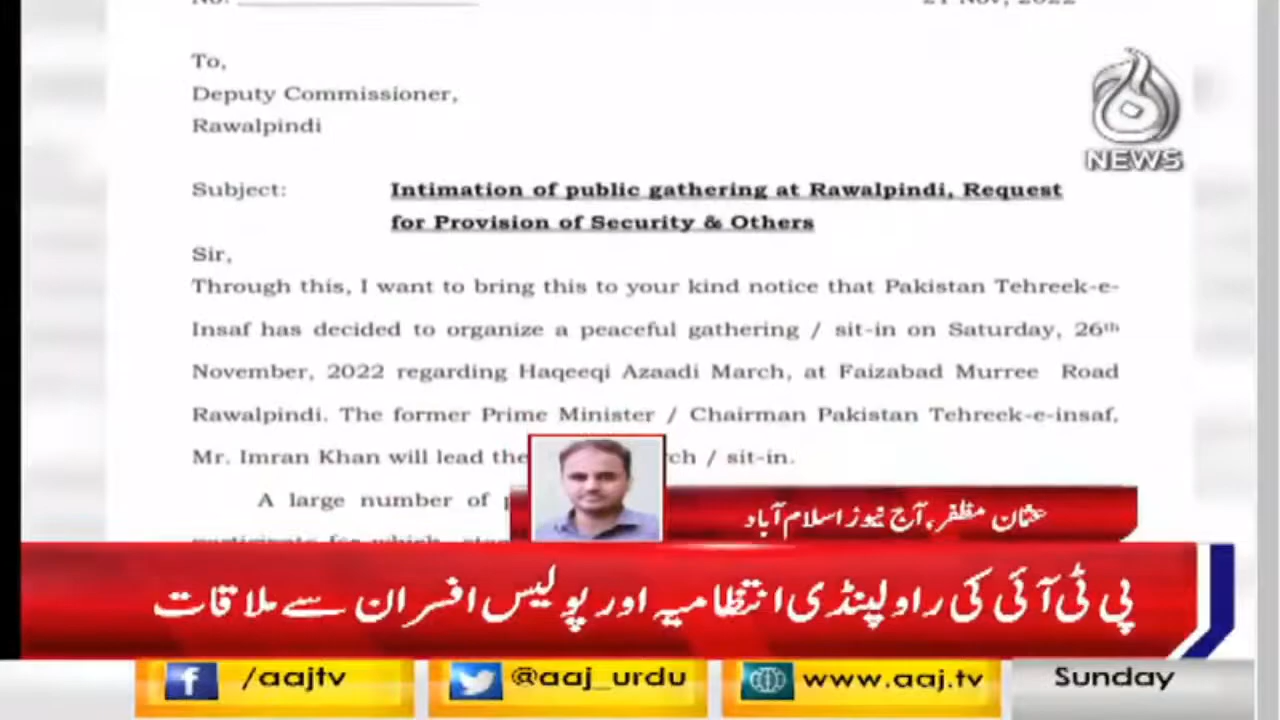 To,
Deputy Commissioner,
Rawalpindi
NEWS
Subject: Intimation of public gathering at Rawalpindi, Request
for Provision of Security & Others
Sir,
Through this, I want to bring this to your kind notice that Pakistan Tehreek-e-
Insaf has decided to organize a peaceful gathering / sit-in on Saturday, 26th
November, 2022 regarding Haqeeqi Azaadi March, at Faizabad Murree Road
Rawalpindi. The former Prime Minister / Chairman Pakistan Tehreek-e-insaf,
Mr. Imran Khan will lead the / sit-in.
A large number of
عثمان مظفر، آج نیوز اسلام آباد
پی ٹی آئی کی راولپنڈی انتظامیہ اور پولیس افسران سے ملاقات
/aajtv @aaj_urdu www.aaj.tv Sunday